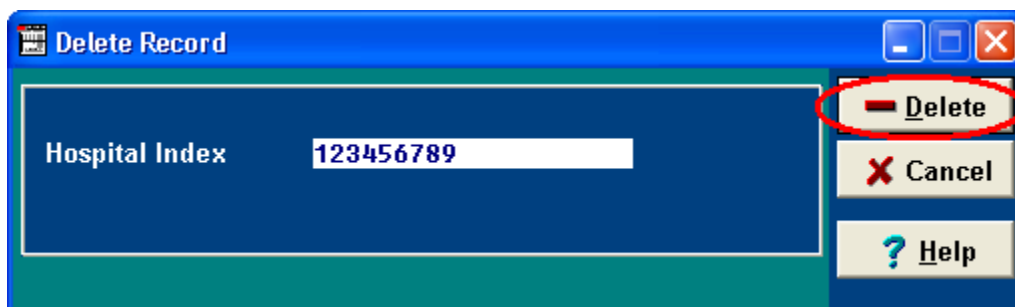 Delete Record
Delete
Hospital Index 123456789
Cancel
? Help